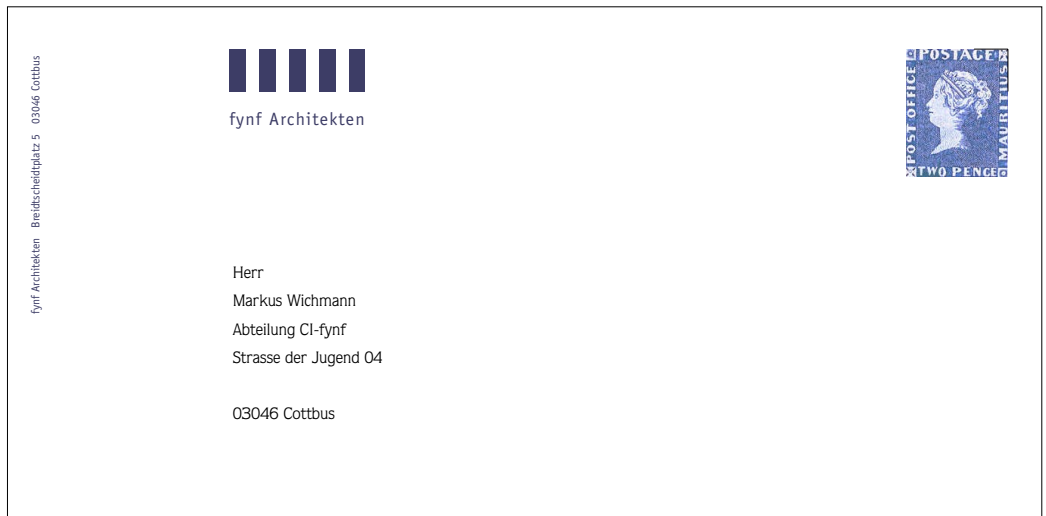 fynf Architekten Breidtscheidtplatz 5 03046 Cottbus
fynf Architekten
POSTAGE
POST OFFICE
MAURITIUS
TWO PENCE
Herr
Markus Wichmann
Abteilung CI-fynf
Strasse der Jugend 04
03046 Cottbus